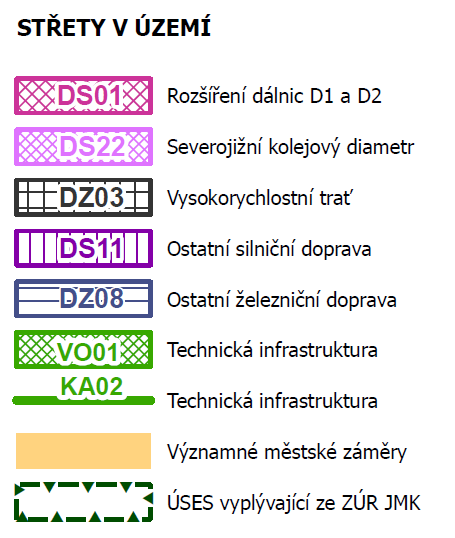 STŘETY V ÚZEMÍ
DS01 Rozšíření dálnic D1 a D2
DS22 Severojižní kolejový diametr
DZ03 Vysokorychlostní trať
DS11 Ostatní silniční doprava
DZ08 Ostatní železniční doprava
VO01 Technická infrastruktura
KA02 Technická infrastruktura
Významné městské záměry
ÚSES vyplývající ze ZÚR JMK